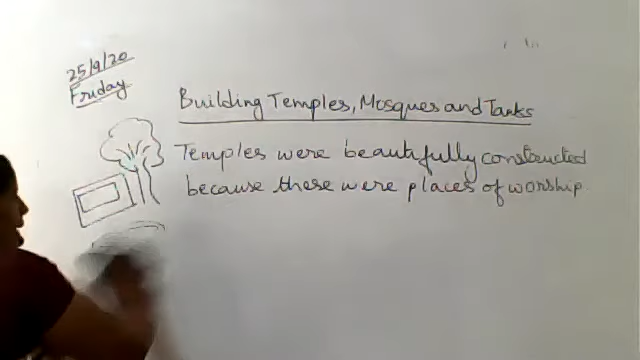 25/9/20
Friday
Building Temples, Mosques and Tanks
Temples were beautifully constructed
because these were places of worship.